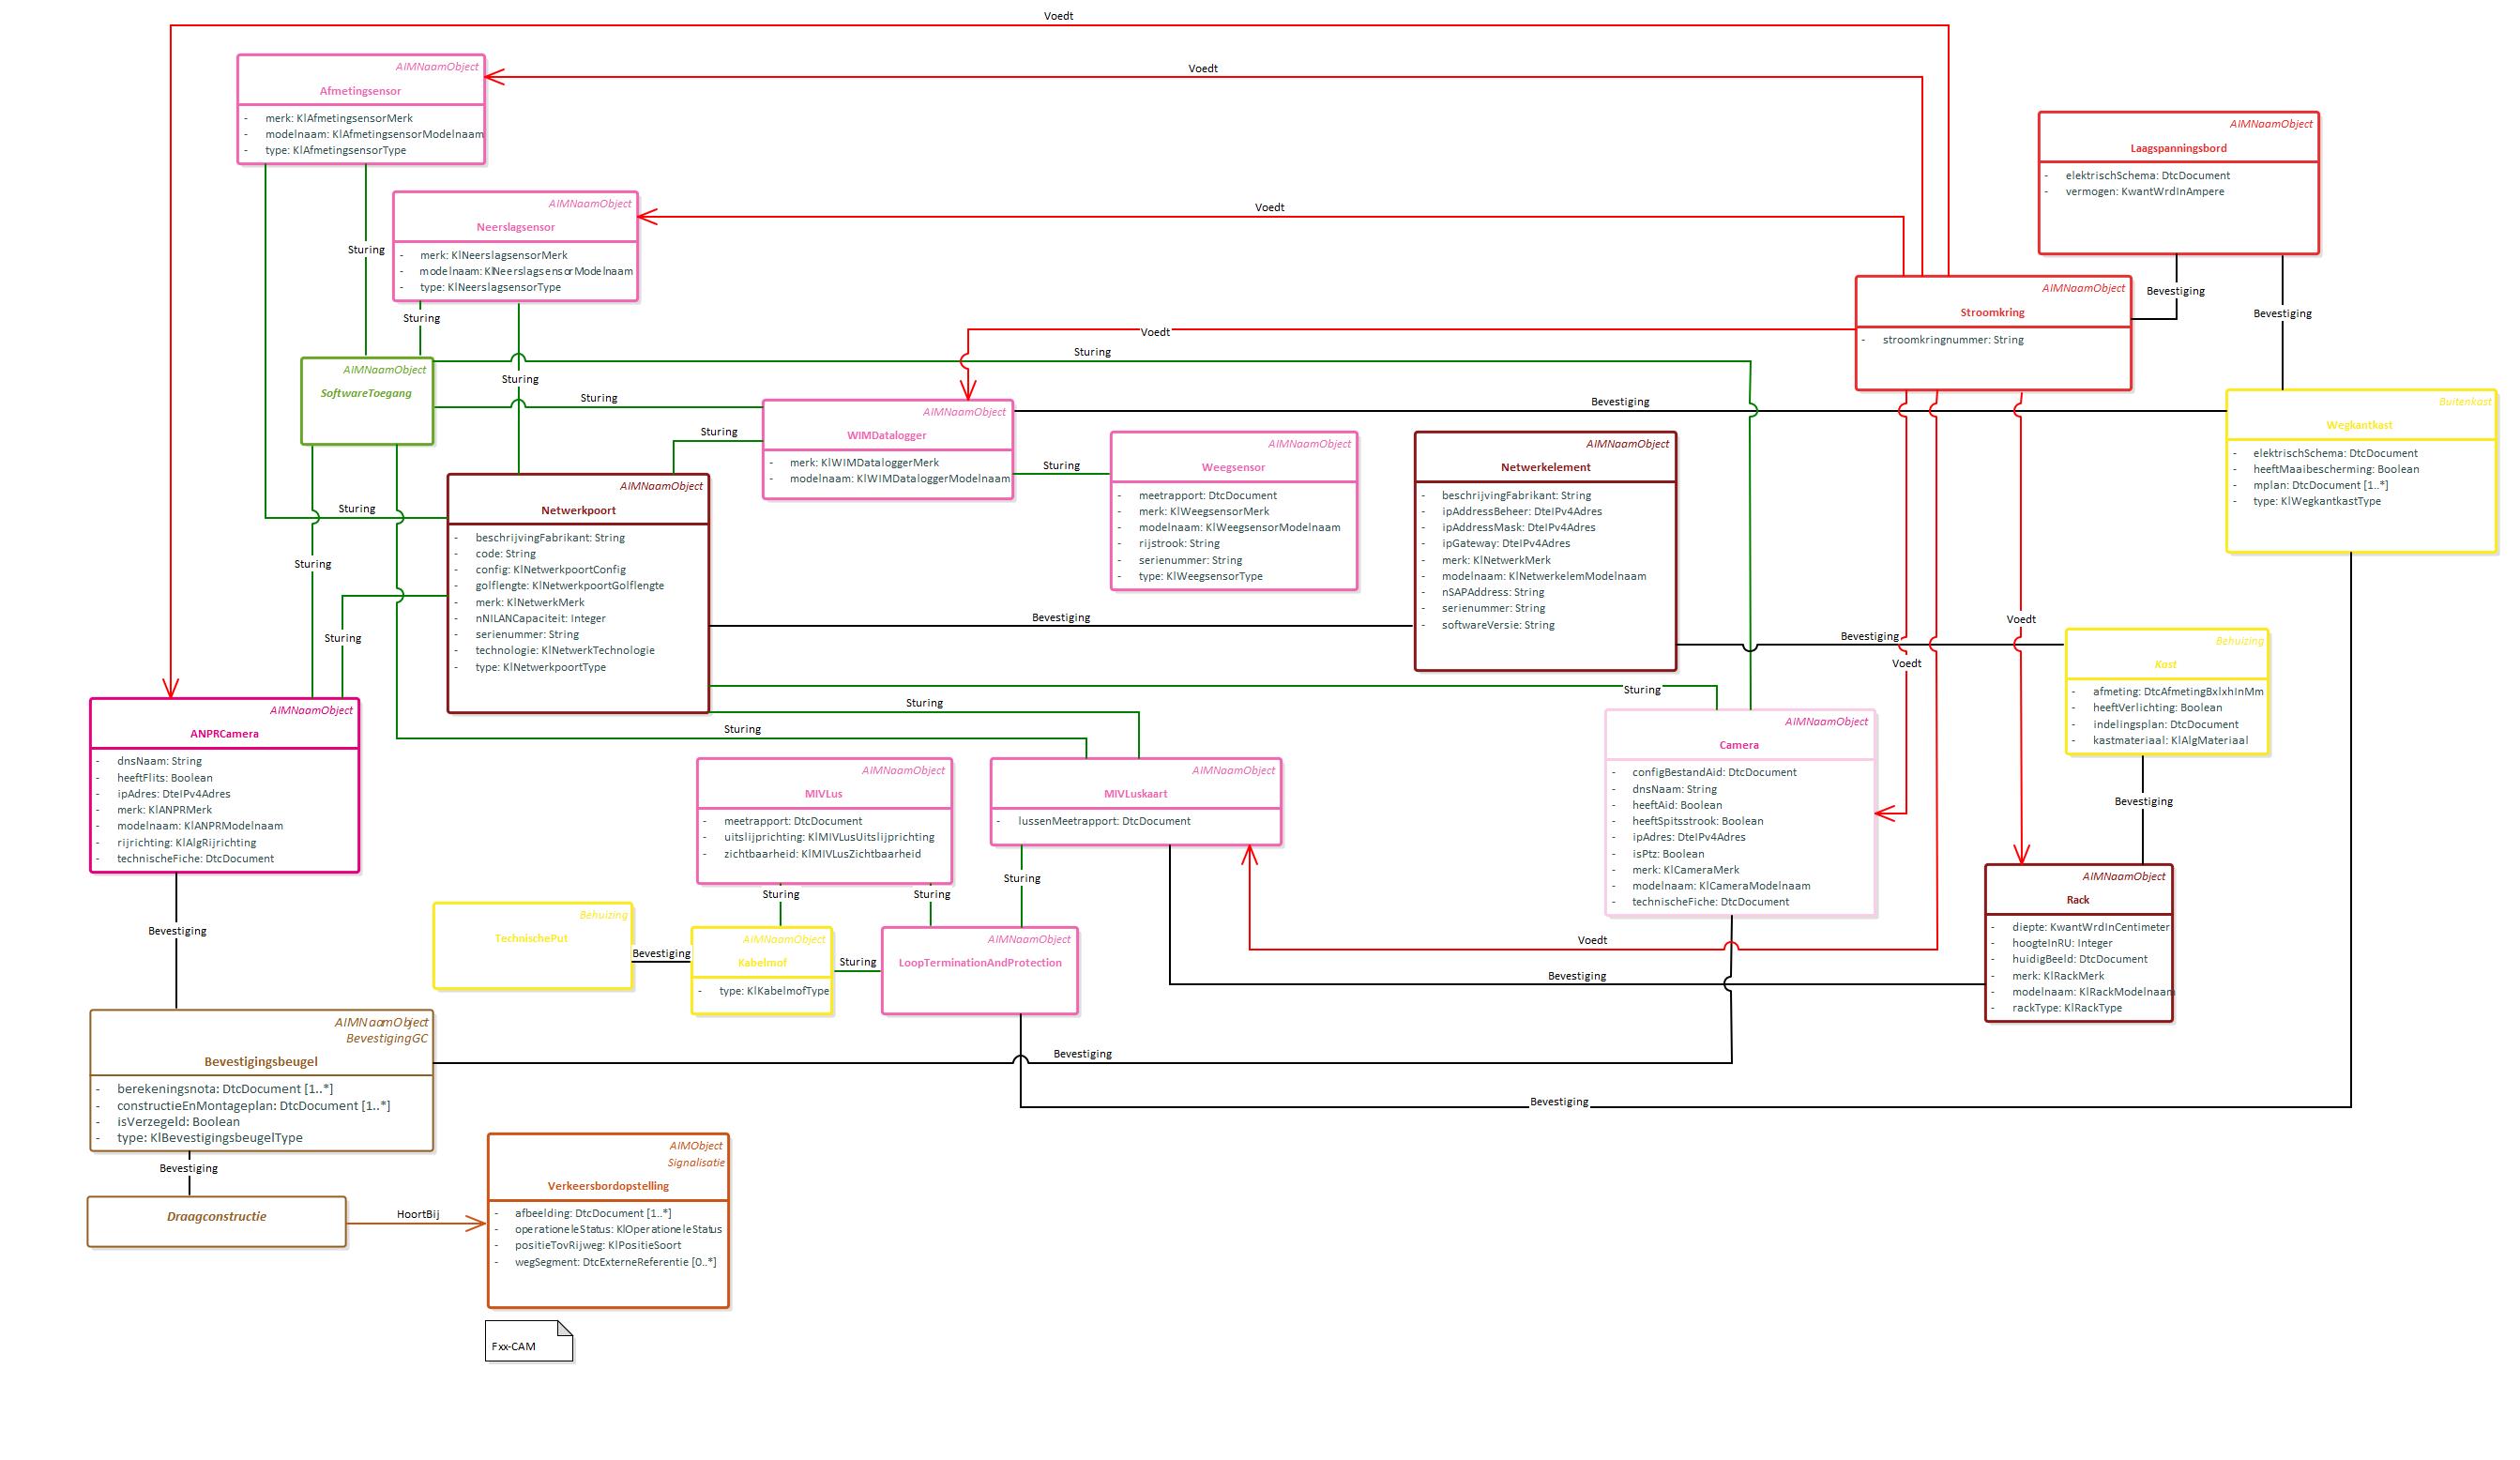 Voedt
AIMNaamObject
Afmetingsensor
- merk: KlAfmetingsensorMerk
- modelnaam: KlAfmetingsensorModelnaam
- type: KlAfmetingsensorType
Voedt
AIMNaamObject
Laagspanningsbord
- elektrischSchema: DtcDocument
- vermogen: KwantWrdInAmpere
AIMNaamObject
Neerslagsensor
- merk: KlNeerslagsensorMerk
- modelnaam: KlNeerslagsensorModelnaam
- type: KlNeerslagsensorType
Voedt
Sturing
Sturing
Bevestiging
Bevestiging
AIMNaamObject
Stroomkring
- stroomkringnummer: String
Voedt
Sturing
AIMNaamObject
SoftwareToegang
Sturing
Sturing
AIMNaamObject
WIMDatalogger
- merk: KlWIMDataloggerMerk
- modelnaam: KlWIMDataloggerModelnaam
Bevestiging
Buitenkast
Wegkantkast
- elektrischSchema: DtcDocument
- heeftMaaibescherming: Boolean
- mplan: DtcDocument [1..*]
- type: KlWegkantkastType
Sturing
Sturing
AIMNaamObject
Weegsensor
- meetrapport: DtcDocument
- merk: KlWeegsensorMerk
- modelnaam: KlWeegsensorModelnaam
- rijstrook: String
- serienummer: String
- type: KlWeegsensorType
AIMNaamObject
Netwerkelement
- beschrijvingFabrikant: String
- ipAddressBeheer: DteIPv4Adres
- ipAddressMask: DteIPv4Adres
- ipGateway: DteIPv4Adres
- merk: KlNetwerkMerk
- modelnaam: KlNetwerkelemModelnaam
- nSAPAddress: String
- serienummer: String
- softwareVersie: String
Sturing
AIMNaamObject
Netwerkpoort
- beschrijvingFabrikant: String
- code: String
- config: KlNetwerkpoortConfig
- golflengte: KlNetwerkpoortGolflengte
- merk: KlNetwerkMerk
- nNILANCapaciteit: Integer
- serienummer: String
- technologie: KlNetwerkTechnologie
- type: KlNetwerkpoortType
Sturing
Sturing
Bevestiging
Voedt
Bevestiging
Voedt
Behuizing
Kast
- afmeting: DtcAfmetingBxlxhInMm
- heeftVerlichting: Boolean
- indelingsplan: DtcDocument
- kastmateriaal: KlAlgMateriaal
Sturing
Sturing
Sturing
AIMNaamObject
ANPRCamera
- dnsNaam: String
- heeftFlits: Boolean
- ipAdres: DteIPv4Adres
- merk: KlANPRMerk
- modelnaam: KlANPRModelnaam
- rijrichting: KlAlgRijrichting
- technischeFiche: DtcDocument
AIMNaamObject
MIVLus
- meetrapport: DtcDocument
- uitslijprichting: KlMIVLusUitslijprichting
- zichtbaarheid: KlMIVLusZichtbaarheid
AIMNaamObject
MIVLuskaart
- lussenMeetrapport: DtcDocument
AIMNaamObject
Camera
- configBestandAid: DtcDocument
- dnsNaam: String
- heeftAid: Boolean
- heeftSpitsstrook: Boolean
- ipAdres: DteIPv4Adres
- isPtz: Boolean
- merk: KlCameraMerk
- modelnaam: KlCameraModelnaam
- technischeFiche: DtcDocument
Bevestiging
AIMNaamObject
Rack
- diepte: KwantWrdInCentimeter
- hoogteInRU: Integer
- huidigBeeld: DtcDocument
- merk: KlRackMerk
- modelnaam: KlRackModelnaam
- rackType: KlRackType
Sturing
Sturing
Sturing
Bevestiging
Behuizing
TechnischePut
Bevestiging
AIMNaamObject
Kabelmof
- type: KlKabelmofType
Sturing
AIMNaamObject
LoopTerminationAndProtection
Voedt
Bevestiging
AIMNaamObject
BevestigingGC
Bevestigingsbeugel
- berekeningsnota: DtcDocument [1..*]
- constructieEnMontageplan: DtcDocument [1..*]
- isVerzegeld: Boolean
- type: KlBevestigingsbeugelType
Bevestiging
Bevestiging
Bevestiging
Draagconstructie
HoortBij
AIMObject
Signalisatie
Verkeersbordopstelling
- afbeelding: DtcDocument [1..*]
- operationeleStatus: KlOperationeleStatus
- positieTovRijweg: KlPositieSoort
- wegSegment: DtcExterneReferentie [0..*]
Fxx-CAM